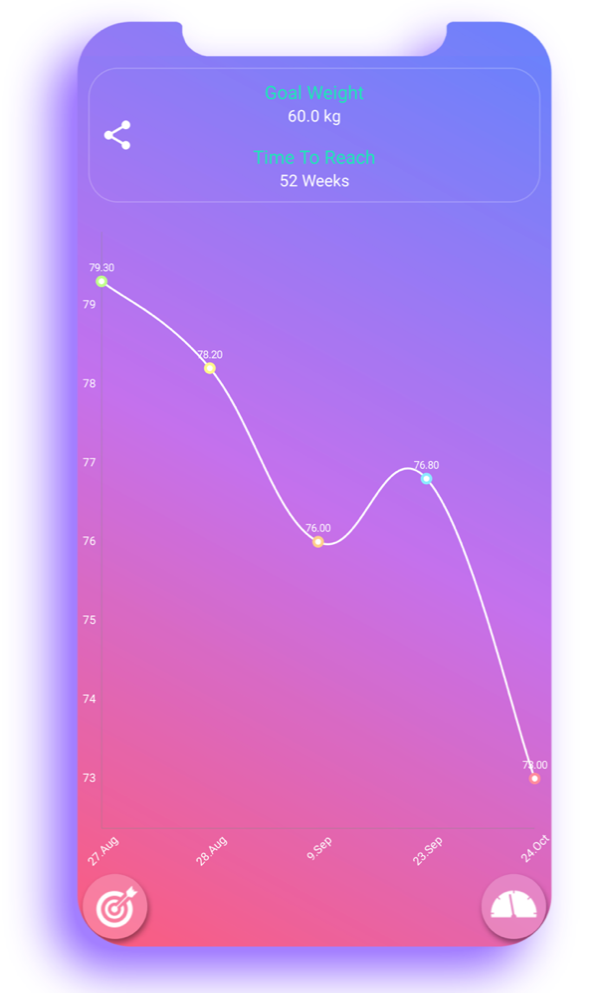 Goal Weight
60.0 kg
Time To Reach
52 Weeks
79.30
79
78.20
78
77
76.80
76.00
76
75
74
73.00
73
27.Aug
28.Aug
9.Sep
23.Sep
24.Oct